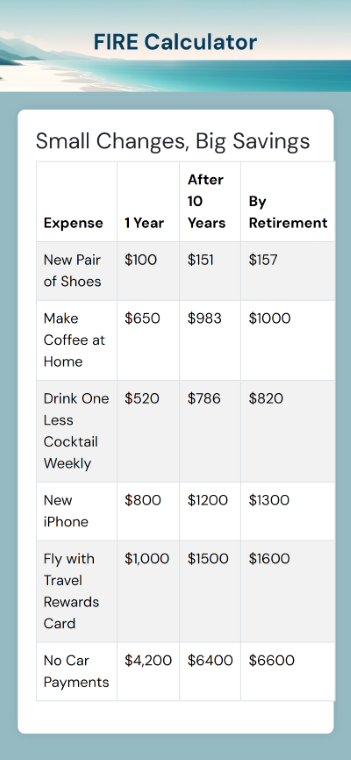 FIRE Calculator
Small Changes, Big Savings
Expense 1 Year After 10 Years By Retirement
New Pair of Shoes $100 $151 $157
Make Coffee at Home $650 $983 $1000
Drink One Less Cocktail Weekly $520 $786 $820
New iPhone $800 $1200 $1300
Fly with Travel Rewards Card $1,000 $1500 $1600
No Car Payments $4,200 $6400 $6600